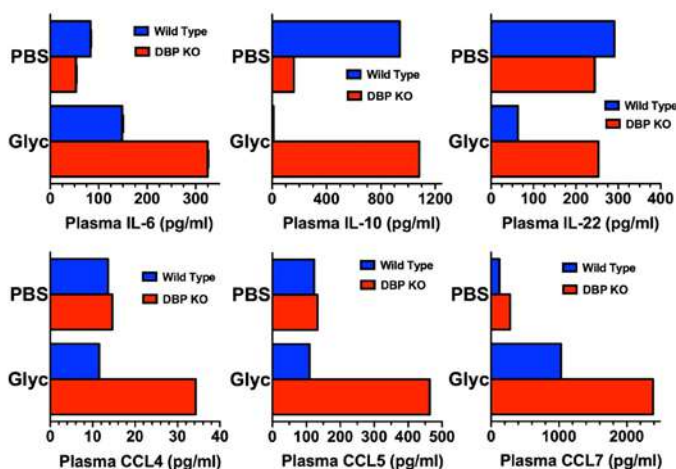 PBS
Wild Type
DBP KO
Glyc
0 100 200 300
Plasma IL-6 (pg/ml)
Wild Type
DBP KO
0 400 800 1200
Plasma IL-10 (pg/ml)
Wild Type
DBP KO
0 100 200 300 400
Plasma IL-22 (pg/ml)
PBS
Wild Type
DBP KO
Glyc
0 10 20 30 40
Plasma CCL4 (pg/ml)
PBS
Wild Type
DBP KO
Glyc
0 100 200 300 400 500
Plasma CCL5 (pg/ml)
PBS
Wild Type
DBP KO
Glyc
0 1000 2000
Plasma CCL7 (pg/ml)